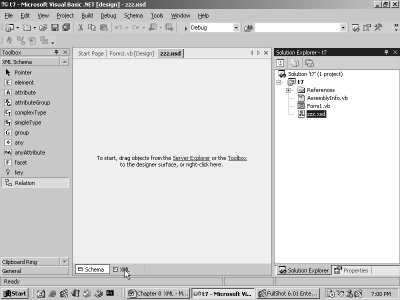 t7 - Microsoft Visual Basic .NET [design] - zzz.xsd
File Edit View Project Build Debug Schema Tools Window Help
Debug
Toolbox
XML Schema
Pointer
element
attribute
attributeGroup
complexType
simpleType
group
any
anyAttribute
facet
key
Relation
Clipboard Ring
General
Start Page Form1.vb [Design] zzz.xsd
To start, drag objects from the Server Explorer or the Toolbox
to the designer surface, or right-click here.
Schema XML
Solution Explorer - t7
Solution 't7' (1 project)
t7
References
AssemblyInfo.vb
Form1.vb
zzz.xsd
Solution Explorer Properties
Ready
Start
Chapter 8 XML - M...
t7 - Microsoft Vi...
FullShot 6.01 Ente...
7:00 PM